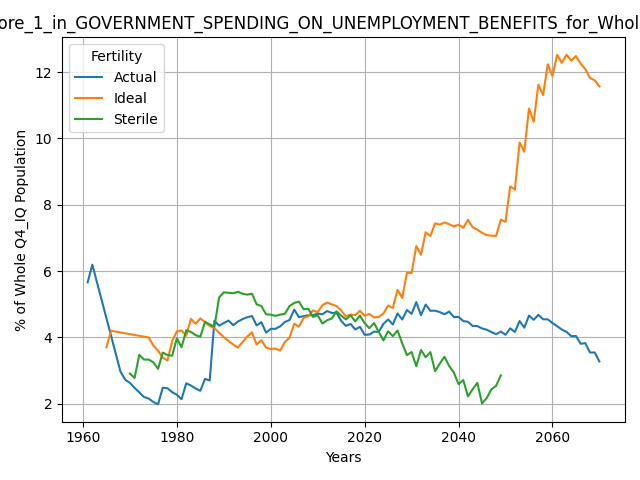 ore_1_in_GOVERNMENT_SPENDING_ON_UNEMPLOYMENT_BENEFITS_for_Whol
Fertility
Actual
Ideal
Sterile
% of Whole Q4_IQ Population
12
10
8
6
4
2
1960 1980 2000 2020 2040 2060
Years